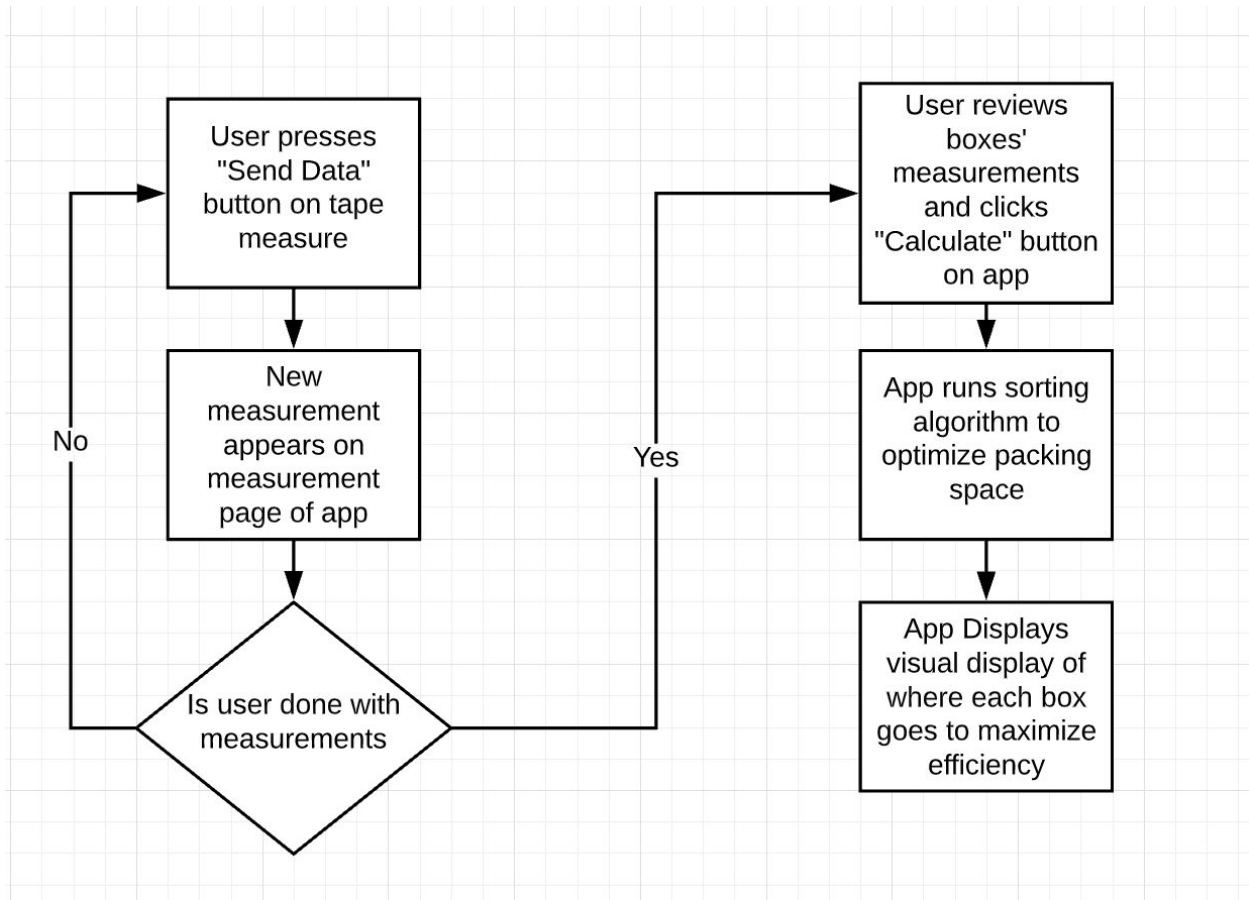 User presses
"Send Data"
button on tape
measure
New
measurement
appears on
measurement
page of app
No
Is user done with
measurements
Yes
User reviews
boxes'
measurements
and clicks
"Calculate" button
on app
App runs sorting
algorithm to
optimize packing
space
App Displays
visual display of
where each box
goes to maximize
efficiency